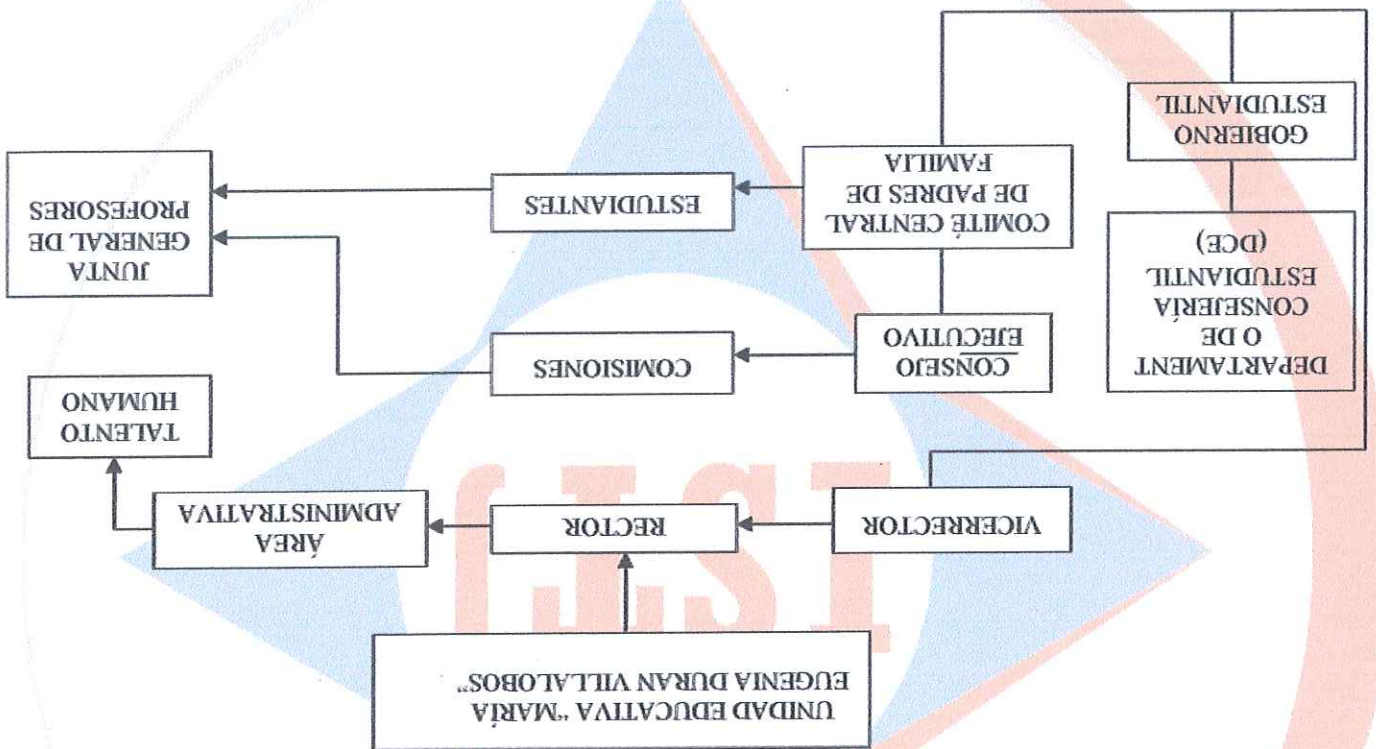 UNIDAD EDUCATIVA “MARÍA
EUGENIA DURAN VILLALOBOS”
VICERRECTOR
RECTOR
ÁREA
ADMINISTRATIVA
TALENTO
HUMANO
ISTJ
DEPARTAMENT
O DE
CONSEJERÍA
ESTUDIANTIL
(DCE)
CONSEJO
EJECUTIVO
COMISIONES
JUNTA
GENERAL DE
PROFESORES
GOBIERNO
ESTUDIANTIL
COMITÉ CENTRAL
DE PADRES DE
FAMILIA
ESTUDIANTES